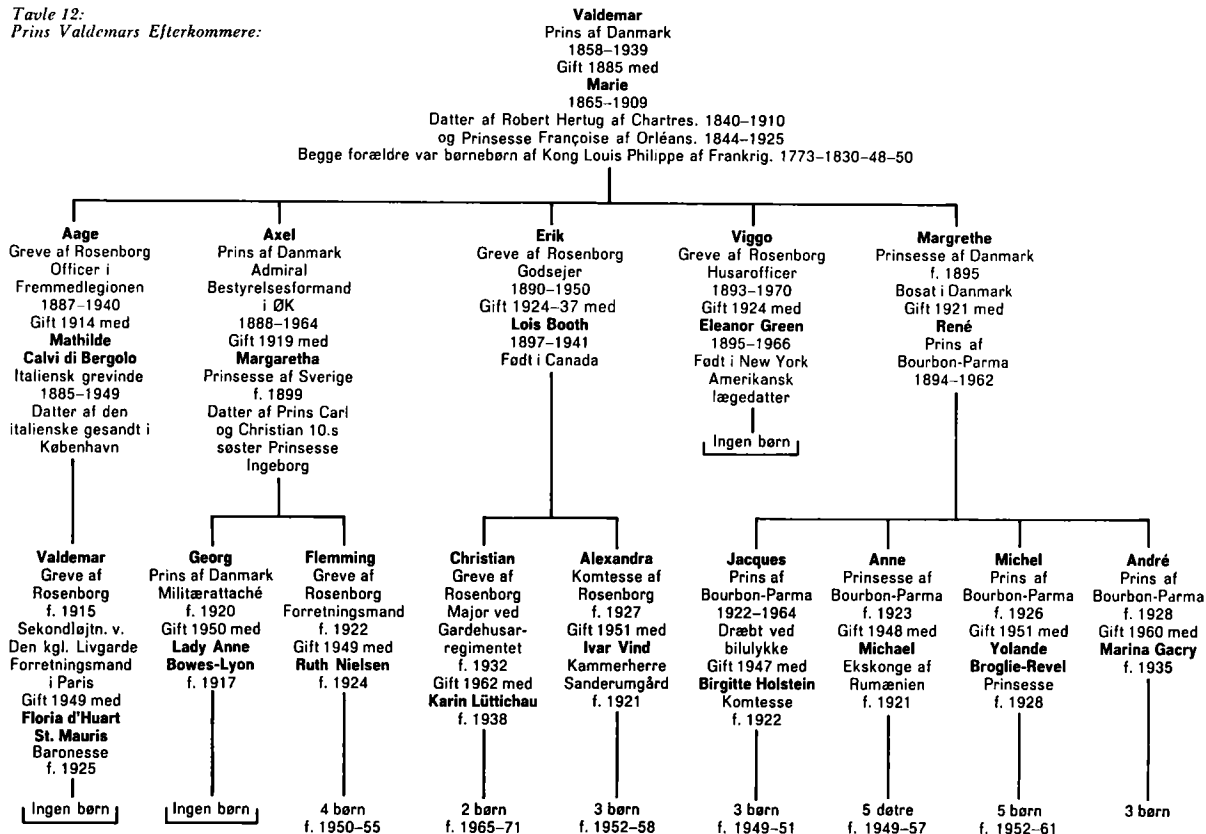 Tavle 12:
Prins Valdemars Efterkommere:
Valdemar
Prins af Danmark
1858–1939
Gift 1885 med
Marie
1865–1909
Datter af Robert Hertug af Chartres. 1840–1910
og Prinsesse Françoise af Orléans. 1844–1925
Begge forældre var børnebørn af Kong Louis Philippe af Frankrig. 1773–1830–48–50
Aage
Greve af Rosenborg
Officer i
Fremmedlegionen
1887–1940
Gift 1914 med
Mathilde
Calvi di Bergolo
Italiensk grevinde
1885–1949
Datter af den
italienske gesandt i
København
Axel
Prins af Danmark
Admiral
Bestyrelsesformand
i ØK
1888–1964
Gift 1919 med
Margaretha
Prinsesse af Sverige
f. 1899
Datter af Prins Carl
og Christian 10.s
søster Prinsesse
Ingeborg
Erik
Greve af Rosenborg
Godsejer
1890–1950
Gift 1924–37 med
Lois Booth
1897–1941
Født i Canada
Viggo
Greve af Rosenborg
Husarofficer
1893–1970
Gift 1924 med
Eleanor Green
1895–1966
Født i New York
Amerikansk
lægedatter
Ingen børn
Margrethe
Prinsesse af Danmark
f. 1895
Bosat i Danmark
Gift 1921 med
René
Prins af
Bourbon-Parma
1894–1962
Valdemar
Greve af
Rosenborg
f. 1915
Sekondløjtn. v.
Den kgl. Livgarde
Forretningsmand
i Paris
Gift 1949 med
Floria d'Huart
St. Mauris
Baronesse
f. 1925
Ingen børn
Georg
Prins af Danmark
Militærattaché
f. 1920
Gift 1950 med
Lady Anne
Bowes-Lyon
f. 1917
Ingen børn
Flemming
Greve af
Rosenborg
Forretningsmand
f. 1922
Gift 1949 med
Ruth Nielsen
f. 1924
4 børn
f. 1950–55
Christian
Greve af
Rosenborg
Major ved
Gardehusar-
regimentet
f. 1932
Gift 1962 med
Karin Lüttichau
f. 1938
2 børn
f. 1965–71
Alexandra
Komtesse af
Rosenborg
f. 1927
Gift 1951 med
Ivar Vind
Kammerherre
Sanderumgård
f. 1921
3 børn
f. 1952–58
Jacques
Prins af
Bourbon-Parma
1922–1964
Dræbt ved
bilulykke
Gift 1947 med
Birgitte Holstein
Komtesse
f. 1922
3 børn
f. 1949–51
Anne
Prinsesse af
Bourbon-Parma
f. 1923
Gift 1948 med
Michael
Ekskonge af
Rumænien
f. 1921
5 døtre
f. 1949–57
Michel
Prins af
Bourbon-Parma
f. 1926
Gift 1951 med
Yolande
Broglie-Revel
Prinsesse
f. 1928
5 børn
f. 1952–61
André
Prins af
Bourbon-Parma
f. 1928
Gift 1960 med
Marina Gacry
f. 1935
3 børn